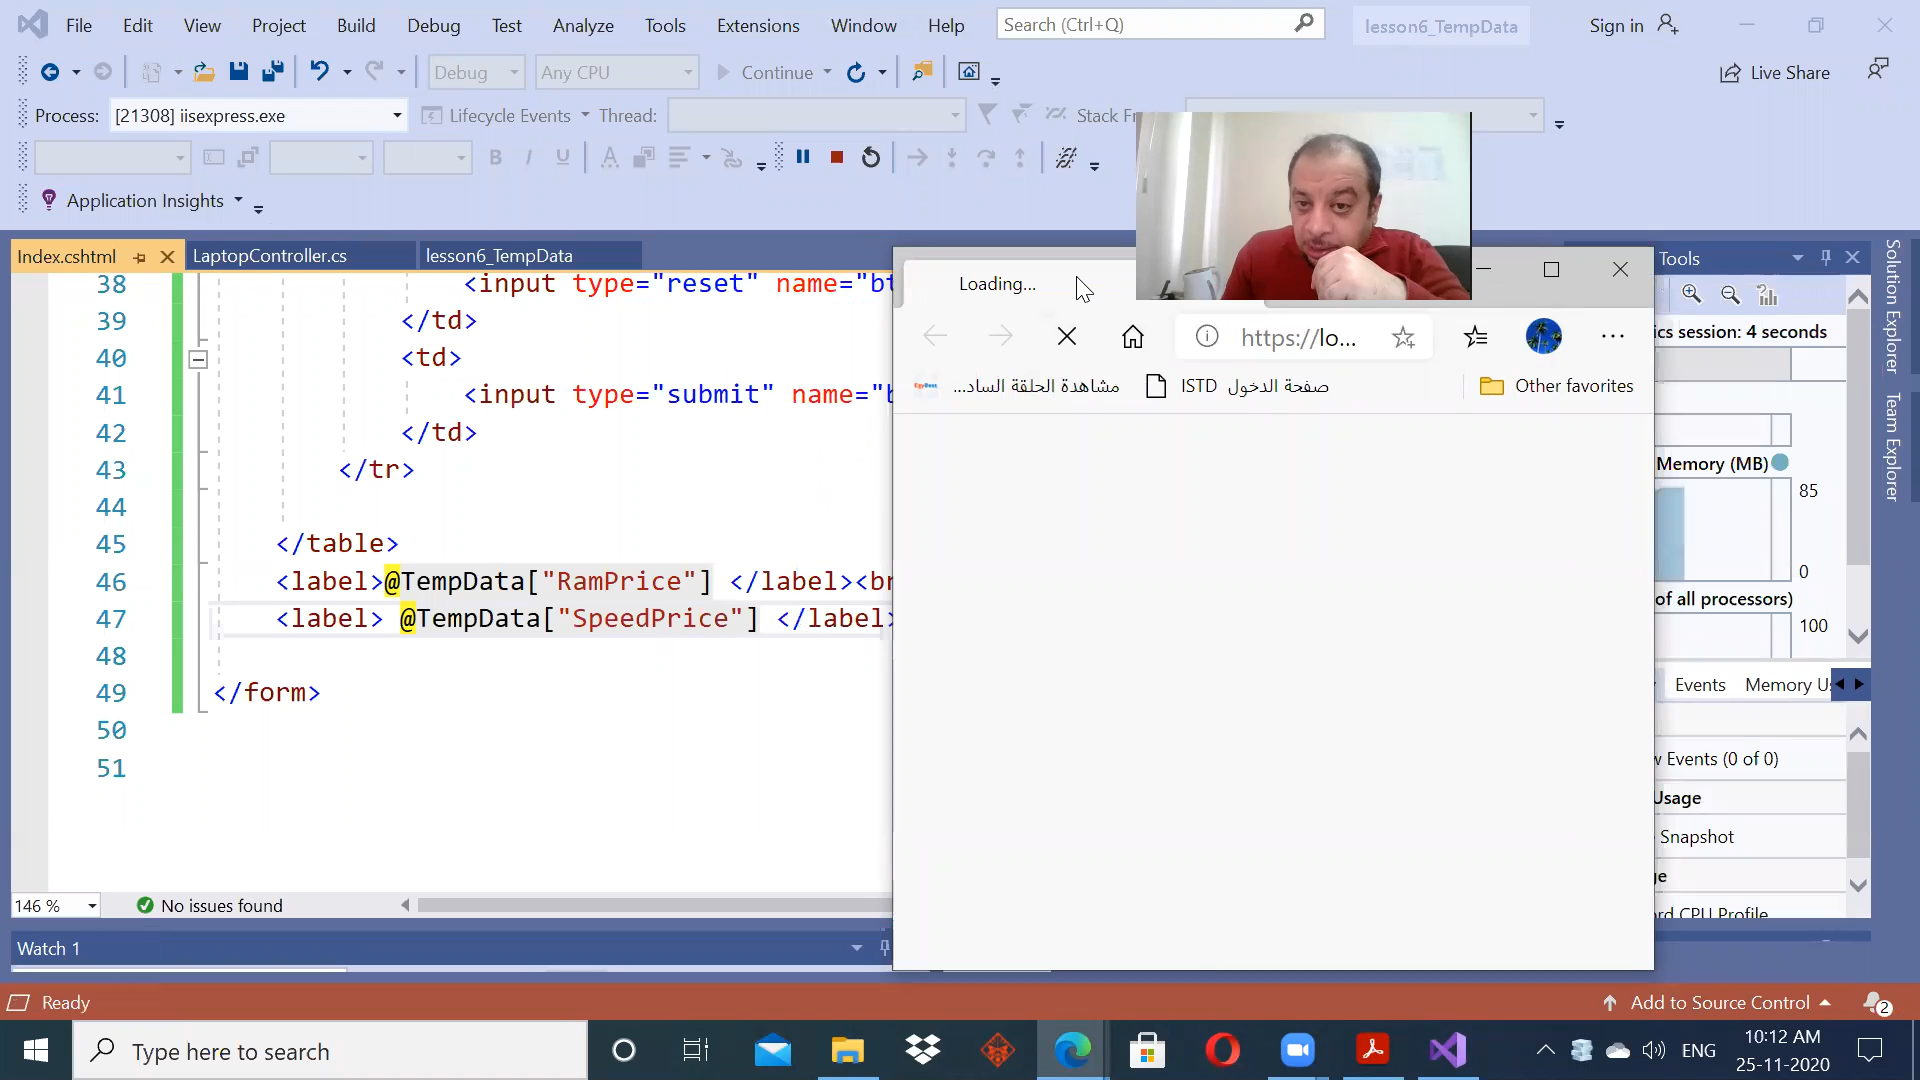 File Edit View Project Build Debug Test Analyze Tools Extensions Window Help Search (Ctrl+Q) lesson6_TempData Sign in
Debug Any CPU Continue Live Share
Process: [21308] iisexpress.exe Lifecycle Events Thread: Stack Fr
B I U
Application Insights
Index.cshtml LaptopController.cs lesson6_TempData
38 <input type="reset" name="bt
39 </td>
40 <td>
41 <input type="submit" name="b
42 </td>
43 </tr>
44
45 </table>
46 <label>@TempData["RamPrice"] </label><br
47 <label> @TempData["SpeedPrice"] </label>
48
49 </form>
50
51
146 % No issues found
Watch 1
Loading...
https://lo...
مشاهدة الحلقة الساد...
ISTD صفحة الدخول
Other favorites
Tools
ics session: 4 seconds
Memory (MB)
85
0
of all processors)
100
Events Memory U
w Events (0 of 0)
Usage
Snapshot
ge
ord CPU Profile
Solution Explorer
Team Explorer
Ready Add to Source Control 2
Type here to search
ENG 10:12 AM
25-11-2020